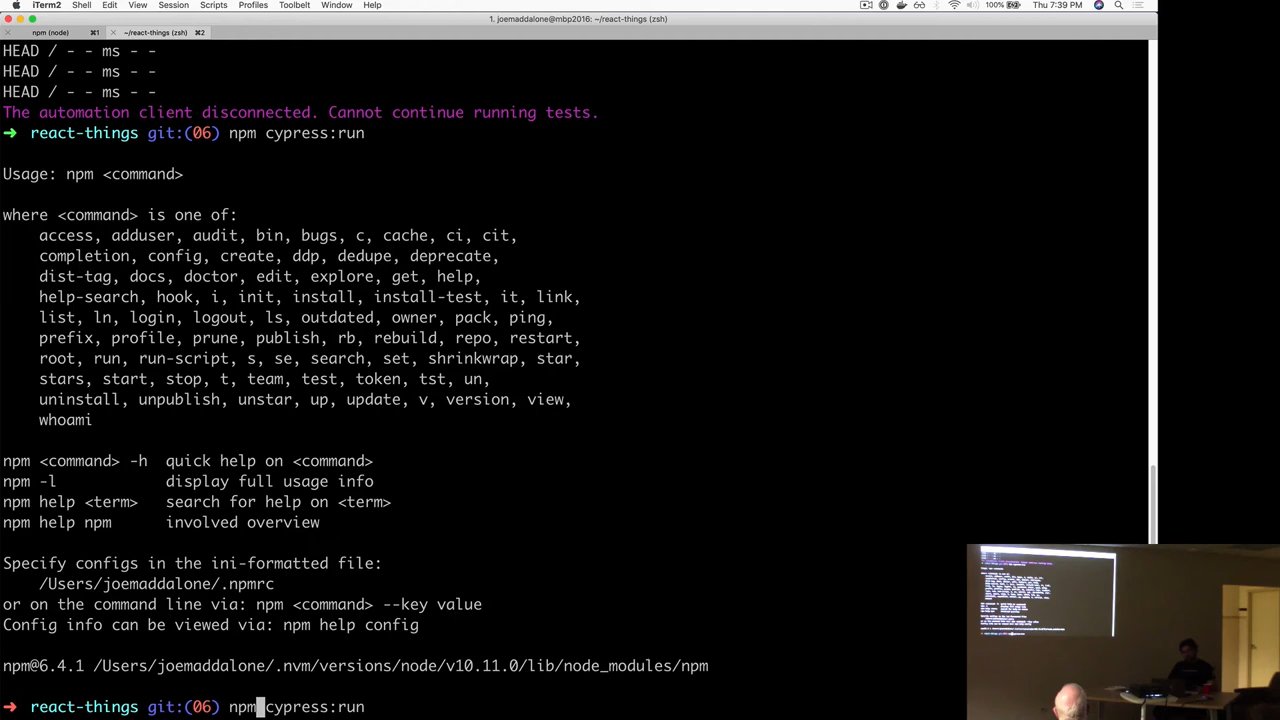 iTerm2 Shell Edit View Session Scripts Profiles Toolbelt Window Help 100% Thu 7:39 PM
1. joemaddalone@mbp2016: ~/react-things (zsh)
npm (node) ⌘1 ~/react-things (zsh) ⌘2
HEAD / - - ms - -
HEAD / - - ms - -
HEAD / - - ms - -
The automation client disconnected. Cannot continue running tests.
➜ react-things git:(06) npm cypress:run
Usage: npm <command>
where <command> is one of:
access, adduser, audit, bin, bugs, c, cache, ci, cit,
completion, config, create, ddp, dedupe, deprecate,
dist-tag, docs, doctor, edit, explore, get, help,
help-search, hook, i, init, install, install-test, it, link,
list, ln, login, logout, ls, outdated, owner, pack, ping,
prefix, profile, prune, publish, rb, rebuild, repo, restart,
root, run, run-script, s, se, search, set, shrinkwrap, star,
stars, start, stop, t, team, test, token, tst, un,
uninstall, unpublish, unstar, up, update, v, version, view,
whoami
npm <command> -h quick help on <command>
npm -l display full usage info
npm help <term> search for help on <term>
npm help npm involved overview
Specify configs in the ini-formatted file:
/Users/joemaddalone/.npmrc
or on the command line via: npm <command> --key value
Config info can be viewed via: npm help config
npm@6.4.1 /Users/joemaddalone/.nvm/versions/node/v10.11.0/lib/node_modules/npm
➜ react-things git:(06) npm cypress:run